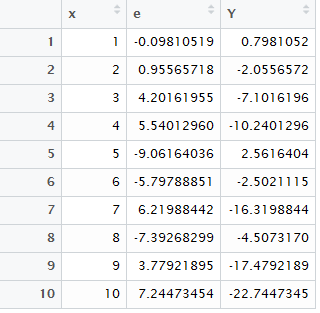 x e Y
1 1 -0.09810519 0.7981052
2 2 0.95565718 -2.0556572
3 3 4.20161955 -7.1016196
4 4 5.54012960 -10.2401296
5 5 -9.06164036 2.5616404
6 6 -5.79788851 -2.5021115
7 7 6.21988442 -16.3198844
8 8 -7.39268299 -4.5073170
9 9 3.77921895 -17.4792189
10 10 7.24473454 -22.7447345